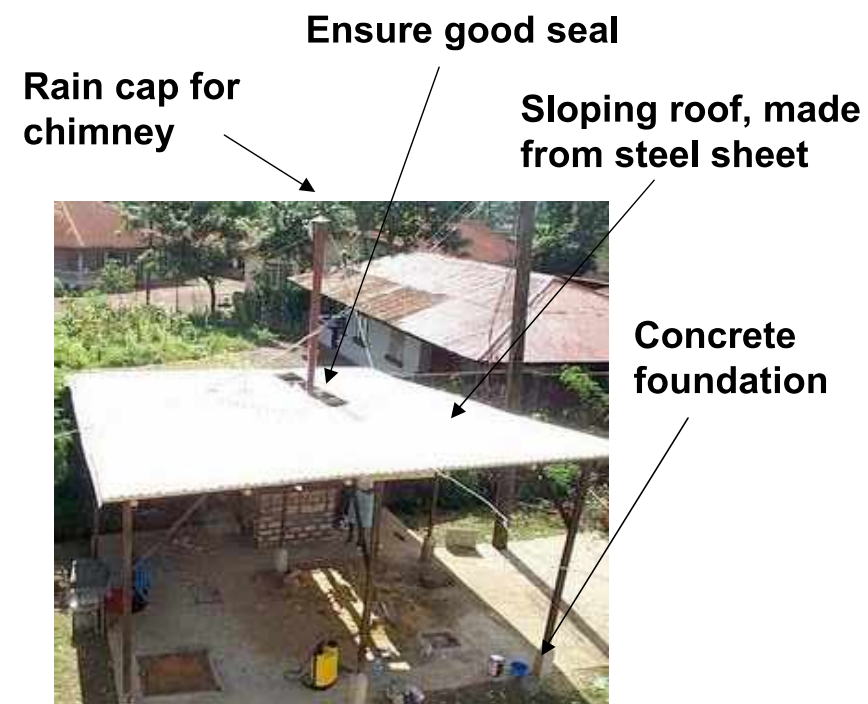 Ensure good seal
Rain cap for
chimney
Sloping roof, made
from steel sheet
Concrete
foundation